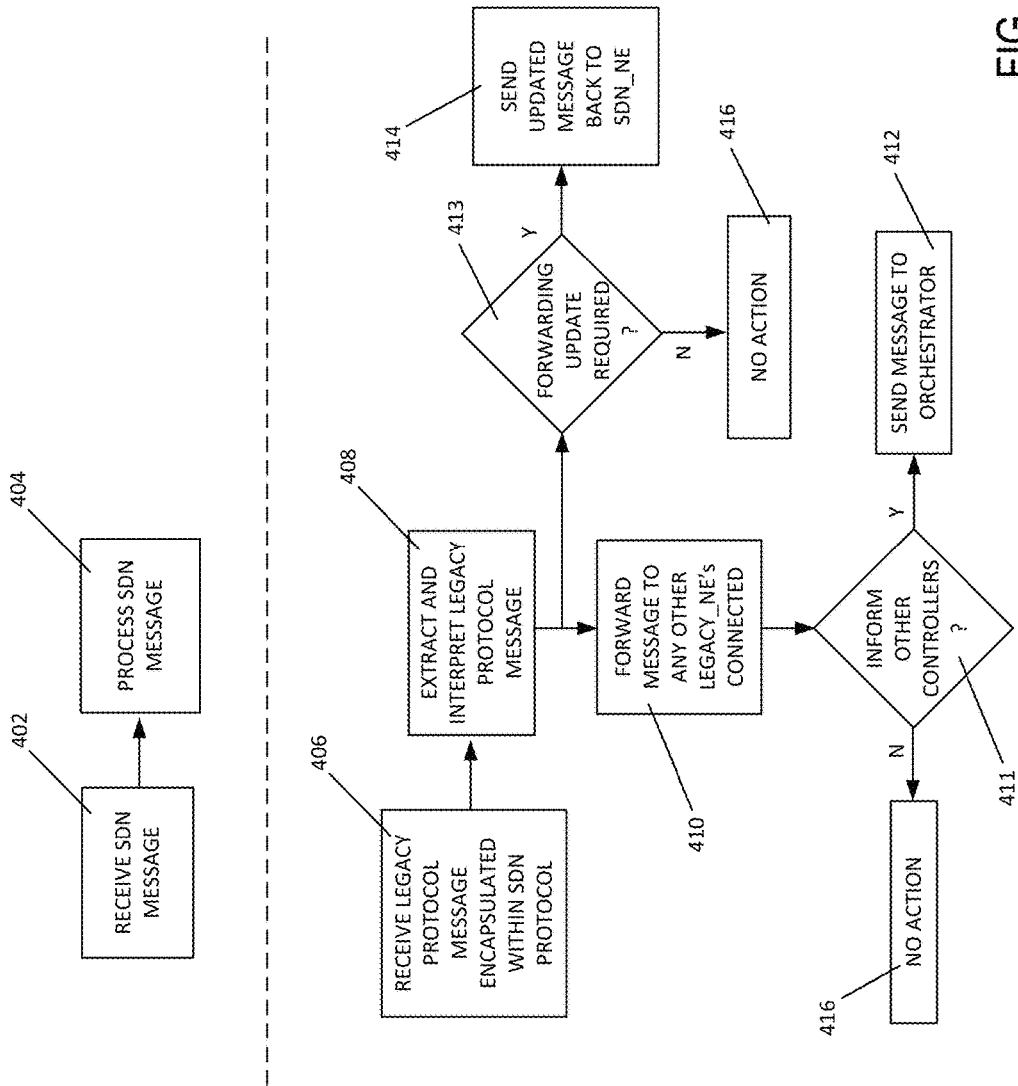 402
RECEIVE SDN
MESSAGE
404
PROCESS SDN
MESSAGE
406
RECEIVE LEGACY
PROTOCOL
MESSAGE
ENCAPSULATED
WITHIN SDN
PROTOCOL
408
EXTRACT AND
INTERPRET LEGACY
PROTOCOL
MESSAGE
413
FORWARDING
UPDATE
REQUIRED
?
Y
N
414
SEND
UPDATED
MESSAGE
BACK TO
SDN_NE
416
NO ACTION
410
FORWARD
MESSAGE TO
ANY OTHER
LEGACY_NE's
CONNECTED
411
INFORM
OTHER
CONTROLLERS
?
N
Y
416
NO ACTION
412
SEND MESSAGE TO
ORCHESTRATOR